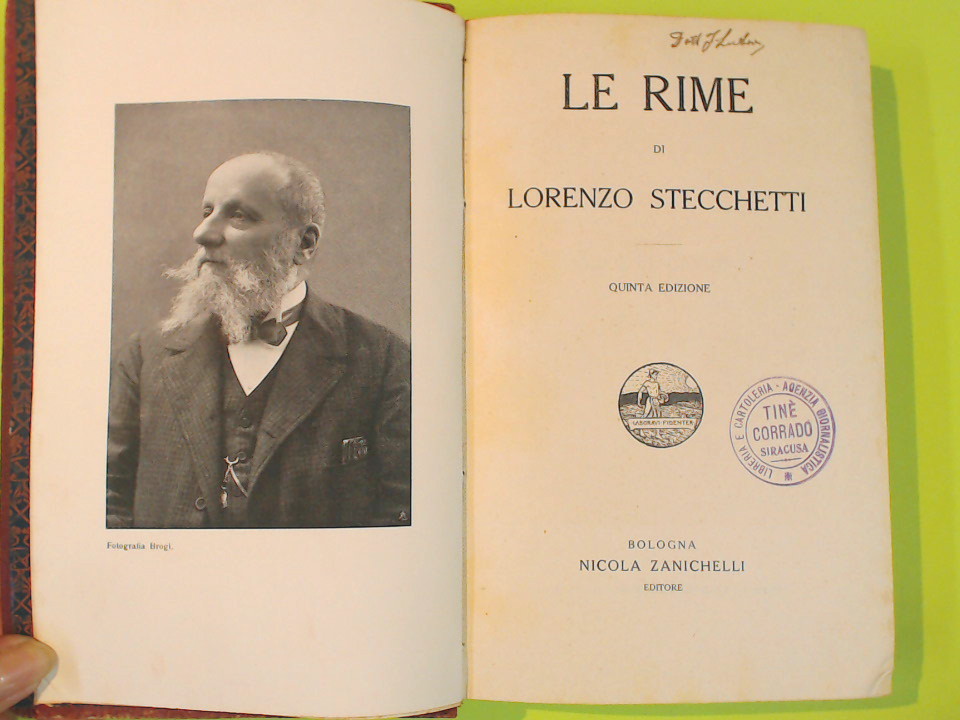 Fotografia Brogi.
LE RIME
DI
LORENZO STECCHETTI
QUINTA EDIZIONE
LABORAVI FIDENTER
LIBRERIA E CARTOLERIA - AGENZIA GIORNALISTICA
TINÈ
CORRADO
SIRACUSA
BOLOGNA
NICOLA ZANICHELLI
EDITORE